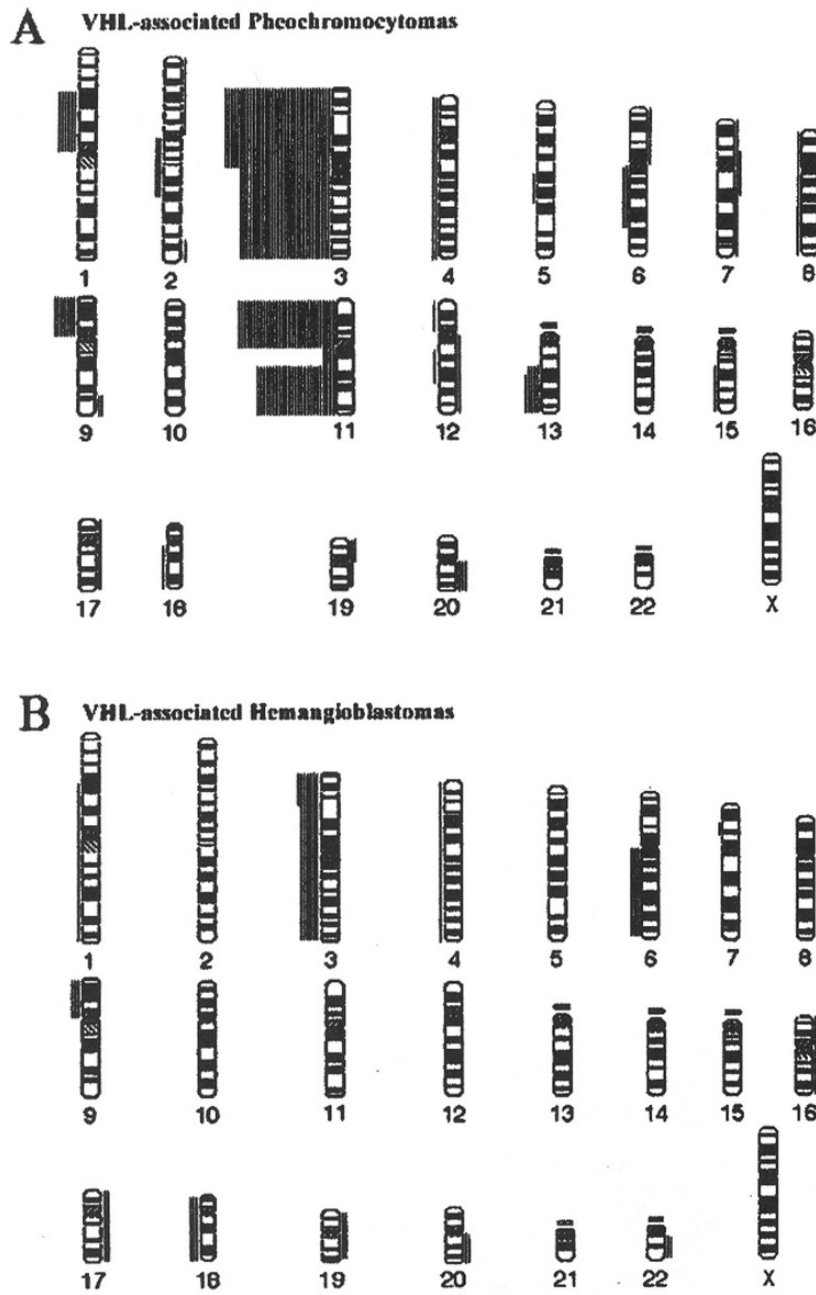 A VHL-associated Pheochromocytomas
1 2 3 4 5 6 7 8
9 10 11 12 13 14 15 16
17 18 19 20 21 22 X
B VHL-associated Hemangioblastomas
1 2 3 4 5 6 7 8
9 10 11 12 13 14 15 16
17 18 19 20 21 22 X